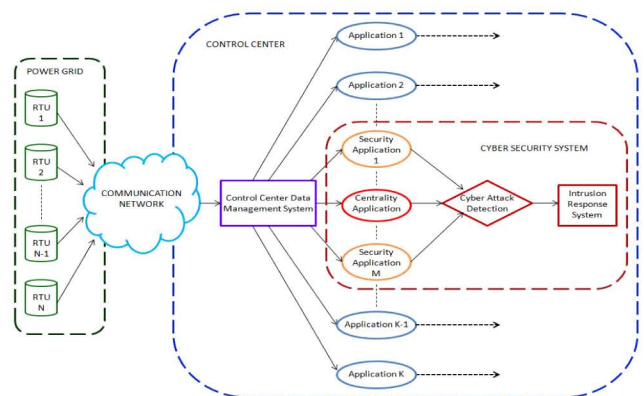 CONTROL CENTER
POWER GRID
RTU
1
RTU
2
RTU
N-1
RTU
N
COMMUNICATION
NETWORK
Control Center Data
Management System
Application 1
Application 2
CYBER SECURITY SYSTEM
Security
Application
1
Centrality
Application
Security
Application
M
Cyber Attack
Detection
Intrusion
Response
System
Application K-1
Application K